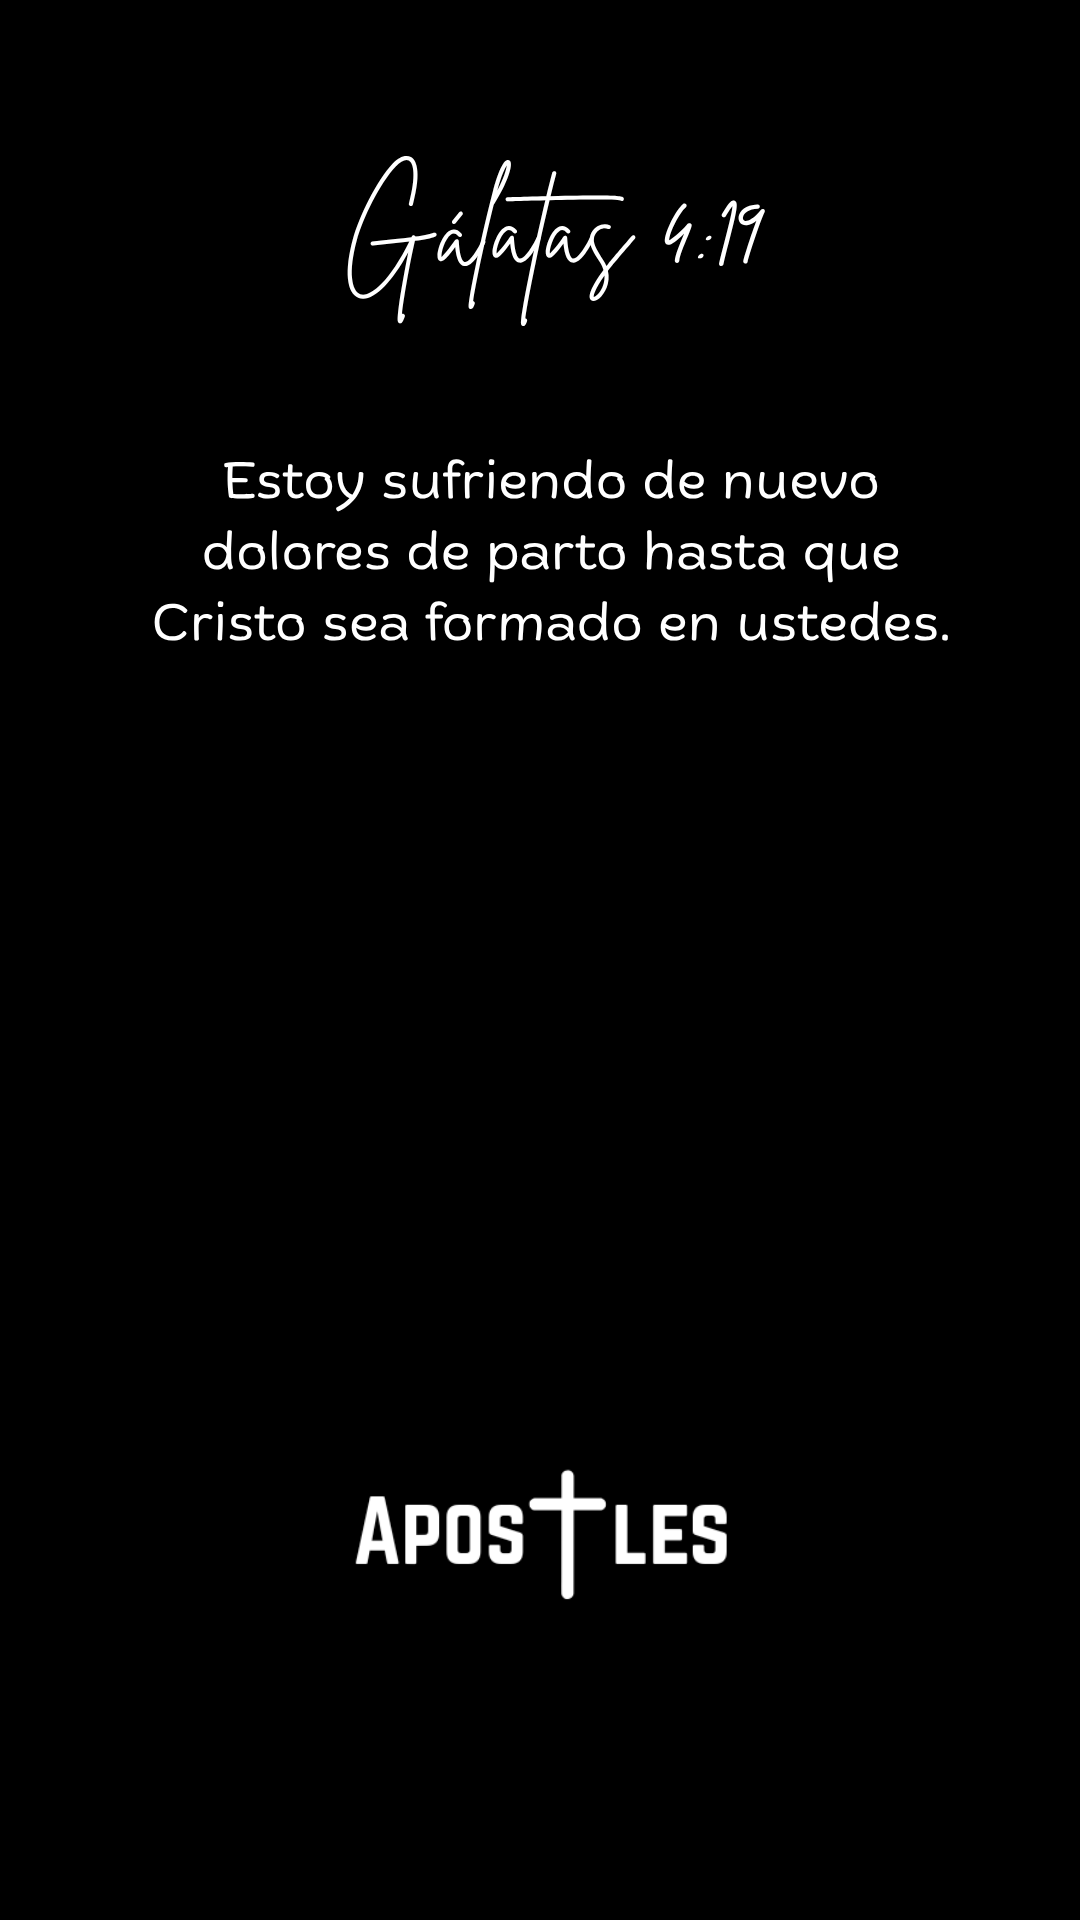 Gálatas 4:19
Estoy sufriendo de nuevo
dolores de parto hasta que
Cristo sea formado en ustedes.
APOSTLES